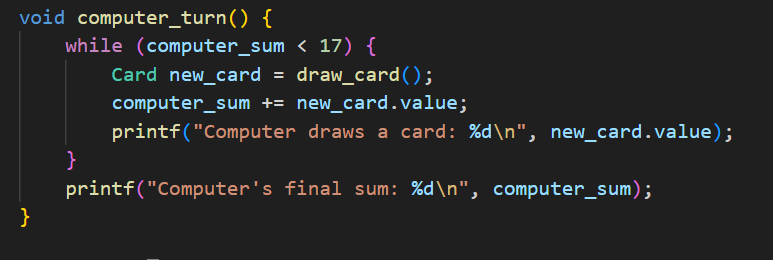 void computer_turn() {
    while (computer_sum < 17) {
        Card new_card = draw_card();
        computer_sum += new_card.value;
        printf("Computer draws a card: %d\n", new_card.value);
    }
    printf("Computer's final sum: %d\n", computer_sum);
}